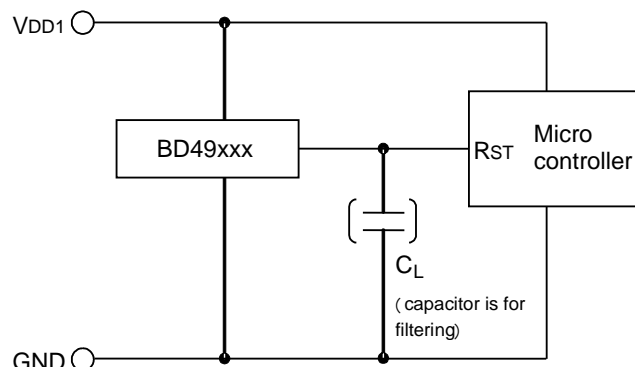 VDD1
BD49xxx
RST
Micro
controller
CL
( capacitor is for
filtering)
GND